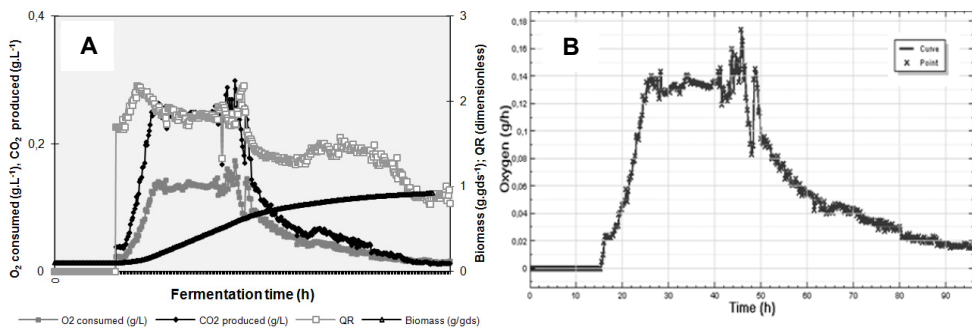 A
0,4
0,2
0
3
2
1
0
O₂ consumed (g.L⁻¹), CO₂ produced (g.L⁻¹)
Biomass (g.gds⁻¹); QR (dimensionless)
0
Fermentation time (h)
O2 consumed (g/L)
CO2 produced (g/L)
QR
Biomass (g/gds)
B
Curve
Point
0,18
0,16
0,14
0,12
0,10
0,08
0,06
0,04
0,02
0
Oxygen (g/h)
0 10 20 30 40 50 60 70 80 90
Time (h)